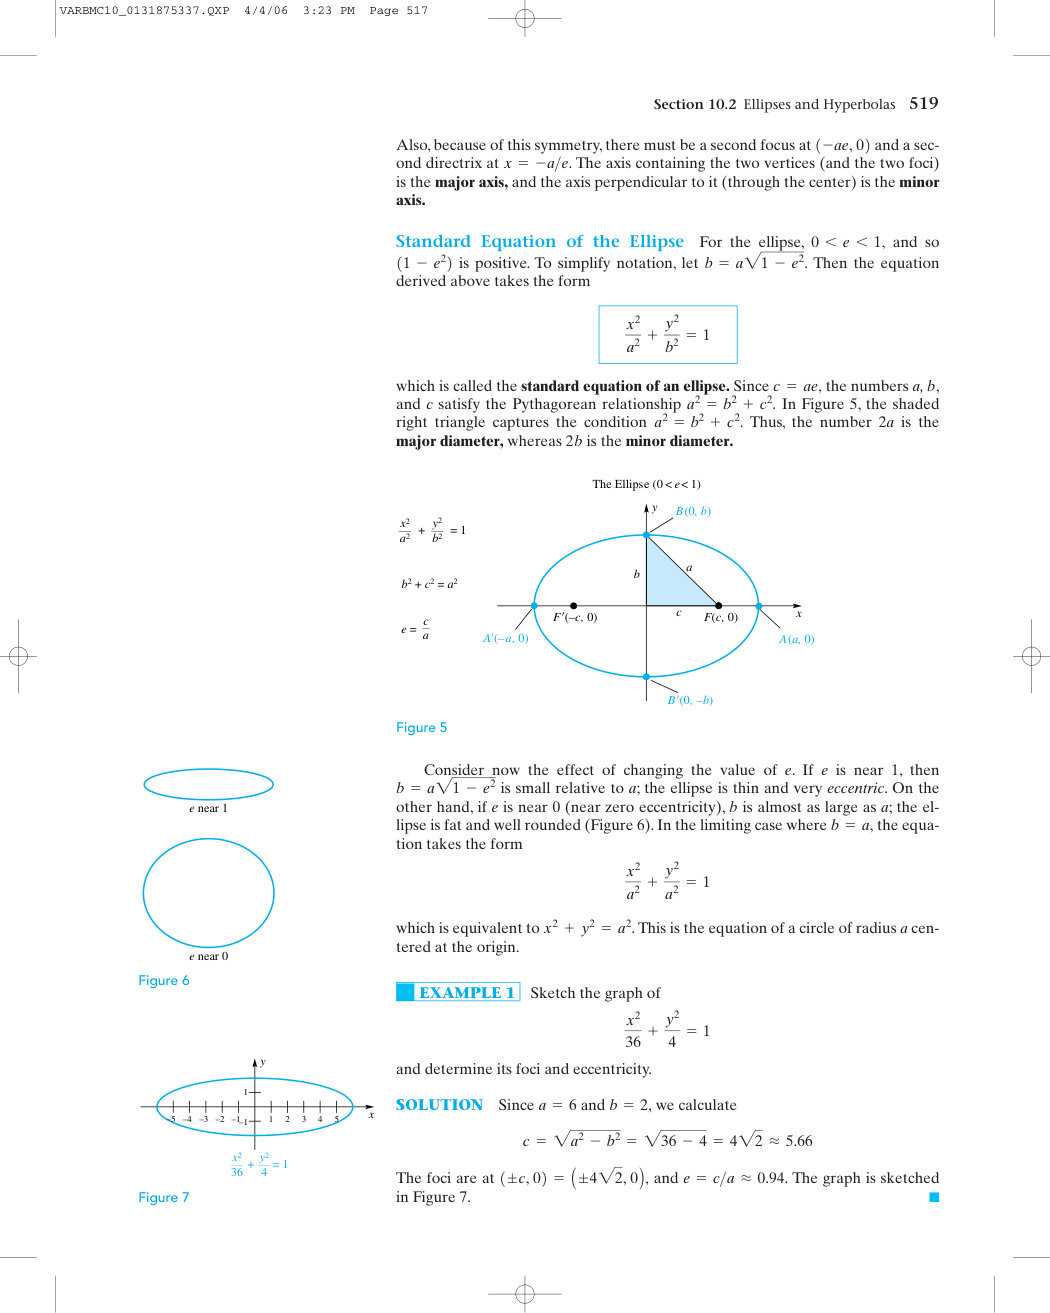 VARBMC10_0131875337.QXP 4/4/06 3:23 PM Page 517
Section 10.2 Ellipses and Hyperbolas 519
Also, because of this symmetry, there must be a second focus at (−ae, 0) and a sec-
ond directrix at x = −a/e. The axis containing the two vertices (and the two foci)
is the major axis, and the axis perpendicular to it (through the center) is the minor
axis.
Standard Equation of the Ellipse For the ellipse, 0 < e < 1, and so
(1 − e²) is positive. To simplify notation, let b = a√(1 − e²). Then the equation
derived above takes the form
x²/a² + y²/b² = 1
which is called the standard equation of an ellipse. Since c = ae, the numbers a, b,
and c satisfy the Pythagorean relationship a² = b² + c². In Figure 5, the shaded
right triangle captures the condition a² = b² + c². Thus, the number 2a is the
major diameter, whereas 2b is the minor diameter.
The Ellipse (0 < e < 1)
x²/a² + y²/b² = 1
b² + c² = a²
e = c/a
y
B(0, b)
b
a
c
F′(−c, 0)
F(c, 0)
x
A′(−a, 0)
A(a, 0)
B′(0, −b)
Figure 5
Consider now the effect of changing the value of e. If e is near 1, then
b = a√(1 − e²) is small relative to a; the ellipse is thin and very eccentric. On the
other hand, if e is near 0 (near zero eccentricity), b is almost as large as a; the el-
lipse is fat and well rounded (Figure 6). In the limiting case where b = a, the equa-
tion takes the form
x²/a² + y²/a² = 1
which is equivalent to x² + y² = a². This is the equation of a circle of radius a cen-
tered at the origin.
e near 1
e near 0
Figure 6
EXAMPLE 1 Sketch the graph of
x²/36 + y²/4 = 1
and determine its foci and eccentricity.
SOLUTION Since a = 6 and b = 2, we calculate
c = √(a² − b²) = √(36 − 4) = 4√2 ≈ 5.66
The foci are at (±c, 0) = (±4√2, 0), and e = c/a ≈ 0.94. The graph is sketched
in Figure 7.
y
1
−5 −4 −3 −2 −1 −1 1 2 3 4 5
x
x²/36 + y²/4 = 1
Figure 7